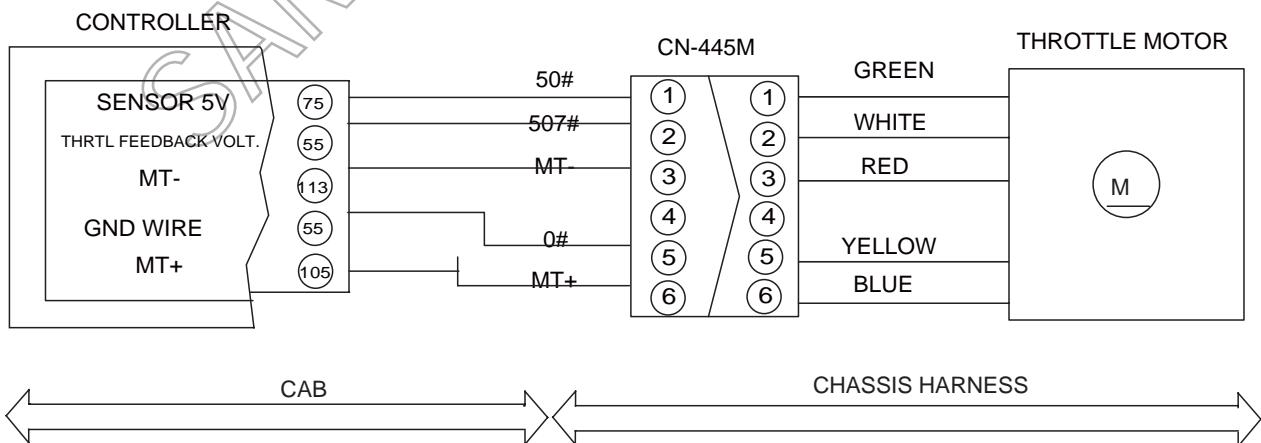 CONTROLLER
CN-445M
THROTTLE MOTOR
SENSOR 5V 75 50# 1 1 GREEN
THRTL FEEDBACK VOLT. 55 507# 2 2 WHITE
MT- 113 MT- 3 3 RED
M
4 4
GND WIRE 55 0# 5 5 YELLOW
MT+ 105 MT+ 6 6 BLUE
CAB
CHASSIS HARNESS
SAN